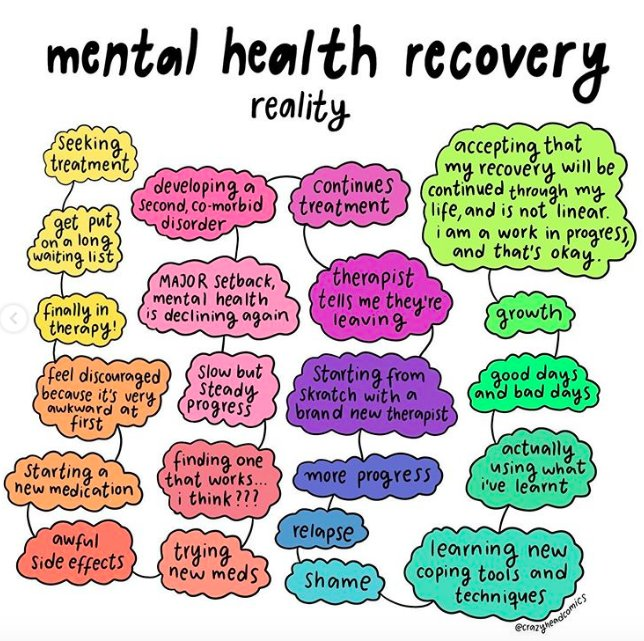 mental health recovery
reality
seeking
treatment
get put
on a long
waiting list
finally in
therapy!
feel discouraged
because it's very
awkward at
first
starting a
new medication
awful
side effects
trying
new meds
finding one
that works...
i think???
slow but
steady
progress
MAJOR setback,
mental health
is declining again
developing a
second, co-morbid
disorder
continues
treatment
therapist
tells me they're
leaving
starting from
skratch with a
brand new therapist
more progress
relapse
shame
learning new
coping tools and
techniques
actually
using what
i've learnt
good days
and bad days
growth
accepting that
my recovery will be
continued through my
life, and is not linear.
i am a work in progress,
and that's okay.
@crazyheadcomics